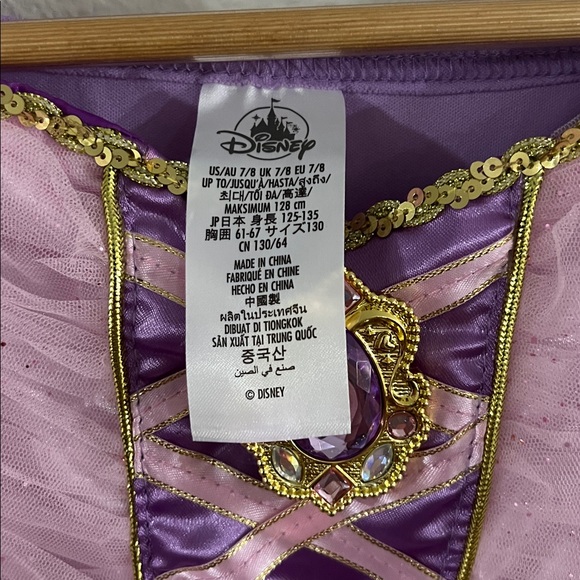 Disney
US/AU 7/8 UK 7/8 EU 7/8
UP TO/JUSQU'À/HASTA/สูงถึง/
최대/TỐI ĐA/高達/
MAKSIMUM 128 cm
JP日本 身長 125-135
胸囲 61-67 サイズ130
CN 130/64
MADE IN CHINA
FABRIQUÉ EN CHINE
HECHO EN CHINA
中國製
ผลิตในประเทศจีน
DIBUAT DI TIONGKOK
SẢN XUẤT TẠI TRUNG QUỐC
중국산
صنع في الصين
© DISNEY